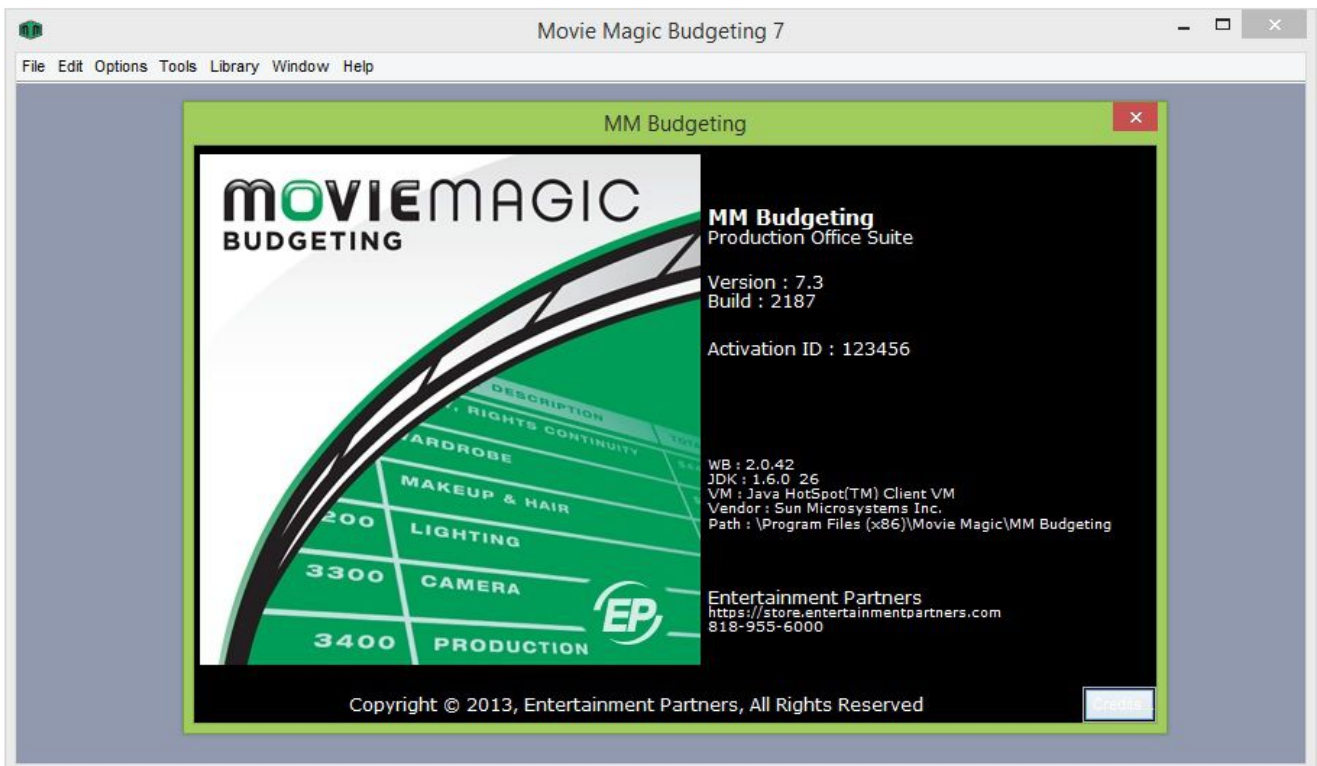 Movie Magic Budgeting 7
File Edit Options Tools Library Window Help
MM Budgeting
MOVIEMAGIC
BUDGETING
MM Budgeting
Production Office Suite
Version : 7.3
Build : 2187
Activation ID : 123456
DESCRIPTION
RIGHTS CONTINUITY
MAKEUP & HAIR
LIGHTING
3300 CAMERA
3400 PRODUCTION
EP
WB : 2.0.42
JDK : 1.6.0_26
VM : Java HotSpot(TM) Client VM
Vendor : Sun Microsystems Inc.
Path : \Program Files (x86)\Movie Magic\MM Budgeting
Entertainment Partners
https://store.entertainmentpartners.com
818-955-6000
Copyright © 2013, Entertainment Partners, All Rights Reserved
Credits...